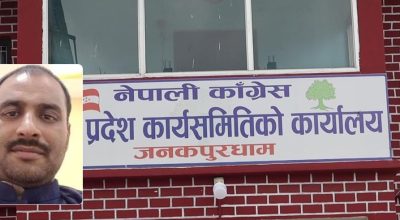 नेपाली काँग्रेस
प्रदेश कार्यसमितिको कार्यालय
जनकपुरधाम